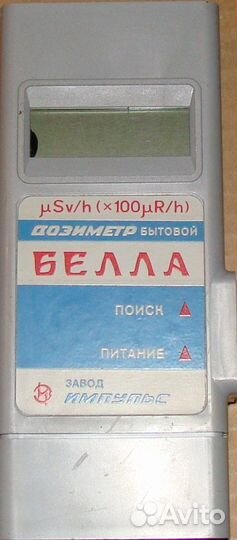 µSv/h (×100µR/h)
ДОЗИМЕТР БЫТОВОЙ
БЕЛЛА
ПОИСК
ПИТАНИЕ
ЗАВОД
ИМПУЛЬС
Avito